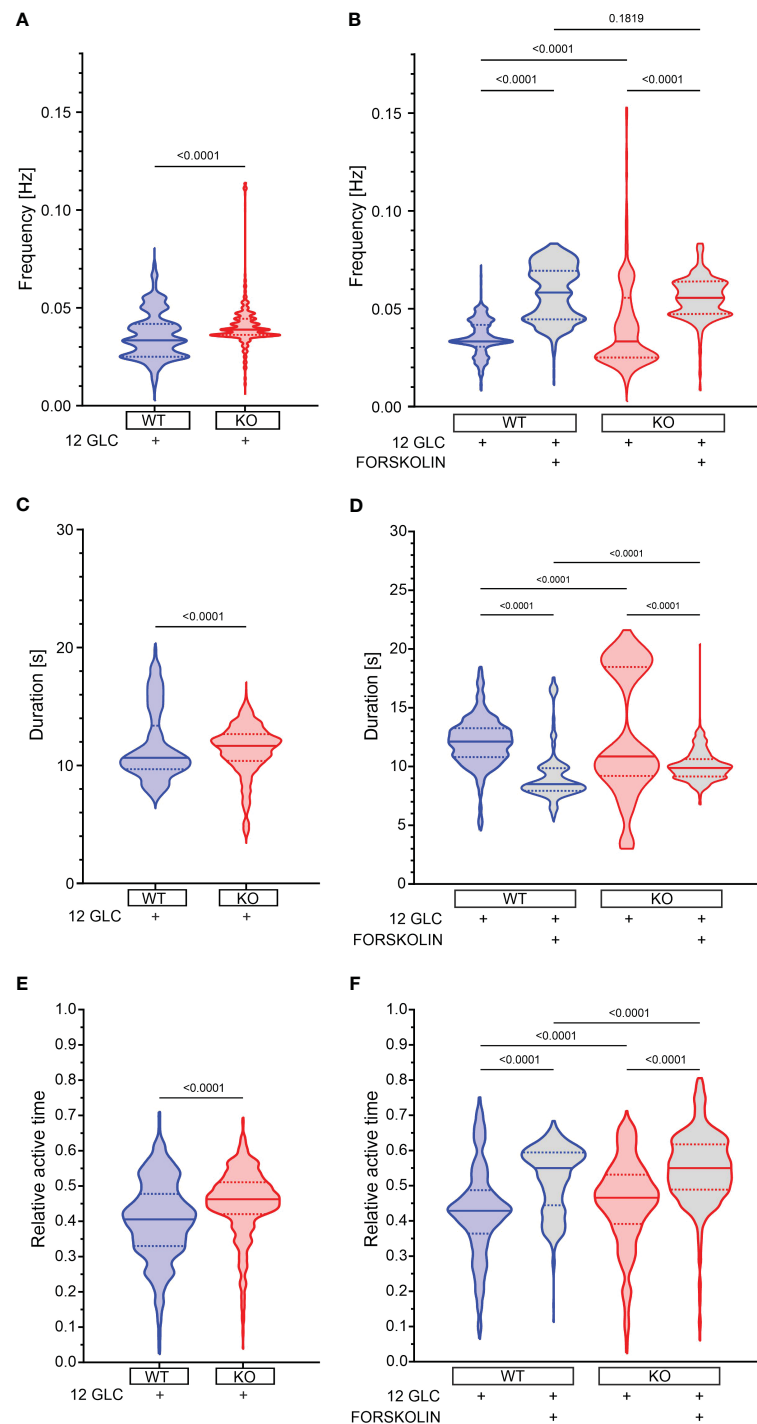 A
Frequency [Hz]
0.15
0.10
0.05
0.00
<0.0001
WT KO
12 GLC + +
B
Frequency [Hz]
0.15
0.10
0.05
0.00
0.1819
<0.0001
<0.0001 <0.0001
WT KO
12 GLC + + + +
FORSKOLIN + +
C
Duration [s]
30
20
10
0
<0.0001
WT KO
12 GLC + +
D
Duration [s]
30
25
20
15
10
5
0
<0.0001
<0.0001
<0.0001 <0.0001
WT KO
12 GLC + + + +
FORSKOLIN + +
E
Relative active time
1.0
0.9
0.8
0.7
0.6
0.5
0.4
0.3
0.2
0.1
0.0
<0.0001
WT KO
12 GLC + +
F
Relative active time
1.0
0.9
0.8
0.7
0.6
0.5
0.4
0.3
0.2
0.1
0.0
<0.0001
<0.0001
<0.0001 <0.0001
WT KO
12 GLC + + + +
FORSKOLIN + +